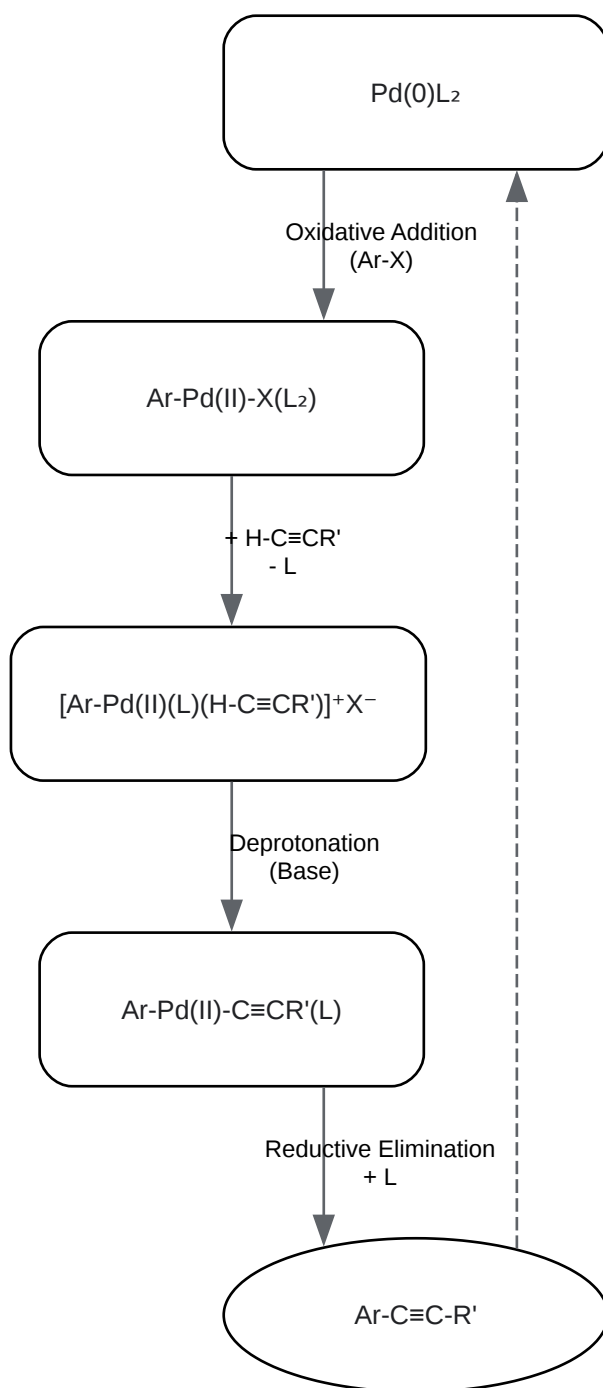 Pd(0)L₂
Oxidative Addition
(Ar-X)
Ar-Pd(II)-X(L₂)
+ H-C≡CR'
- L
[Ar-Pd(II)(L)(H-C≡CR')]⁺X⁻
Deprotonation
(Base)
Ar-Pd(II)-C≡CR'(L)
Reductive Elimination
+ L
Ar-C≡C-R'